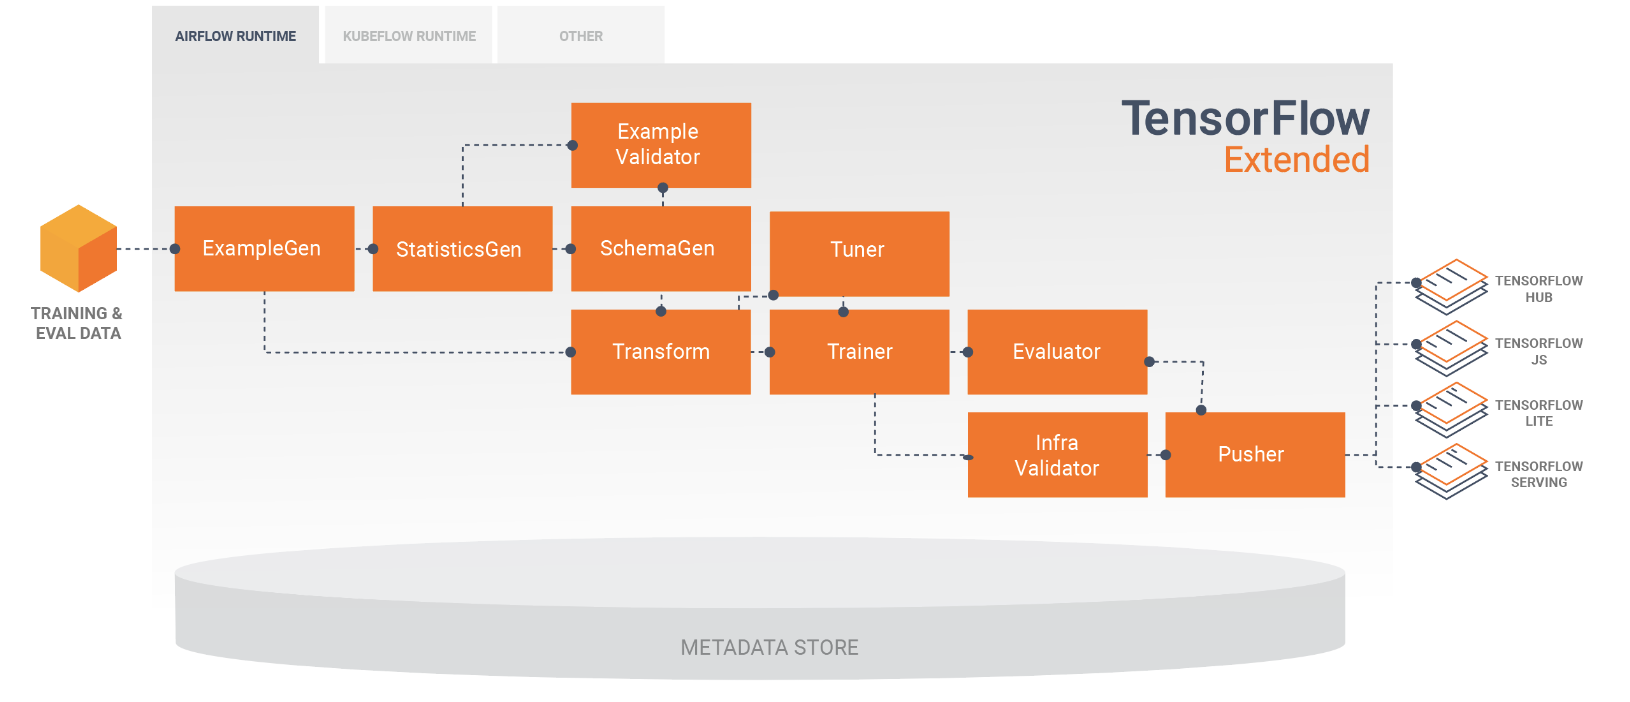 AIRFLOW RUNTIME
KUBEFLOW RUNTIME
OTHER
TensorFlow
Extended
Example
Validator
ExampleGen
StatisticsGen
SchemaGen
Tuner
TRAINING &
EVAL DATA
Transform
Trainer
Evaluator
Infra
Validator
Pusher
TENSORFLOW
HUB
TENSORFLOW
JS
TENSORFLOW
LITE
TENSORFLOW
SERVING
METADATA STORE